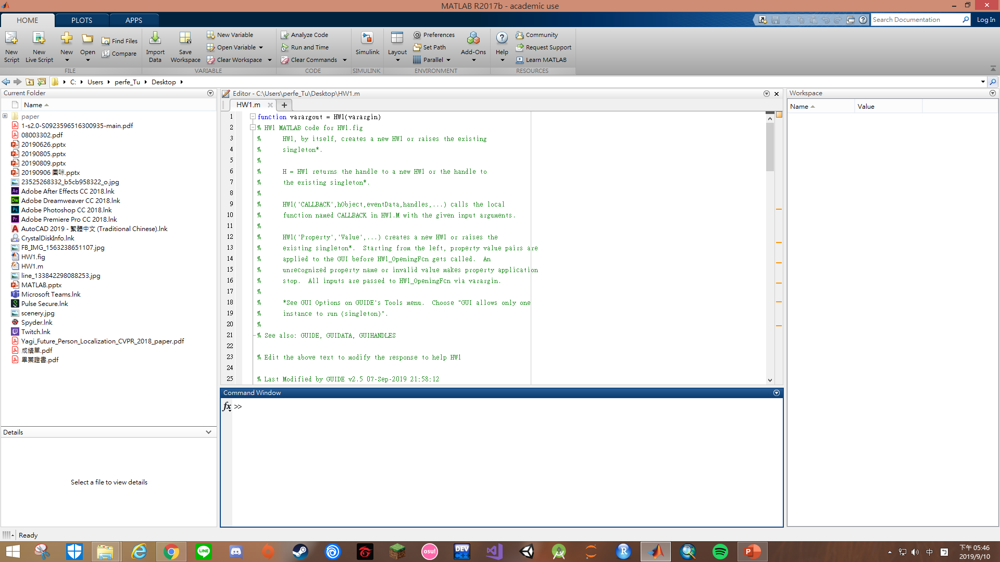 MATLAB R2017b - academic use
HOME PLOTS APPS
Search Documentation Log In
New Script
New Live Script
New
Open
Find Files
Compare
FILE
Import Data
Save Workspace
New Variable
Open Variable
Clear Workspace
VARIABLE
Analyze Code
Run and Time
Clear Commands
CODE
Simulink
SIMULINK
Layout
Preferences
Set Path
Parallel
Add-Ons
ENVIRONMENT
Help
Community
Request Support
Learn MATLAB
RESOURCES
C: Users perfe_Tu Desktop
Current Folder
Name
paper
1-s2.0-S0923596516300935-main.pdf
08003302.pdf
20190626.pptx
20190805.pptx
20190809.pptx
20190906 團咪.pptx
23525268332_b5cb958322_o.jpg
Adobe After Effects CC 2018.lnk
Adobe Dreamweaver CC 2018.lnk
Adobe Photoshop CC 2018.lnk
Adobe Premiere Pro CC 2018.lnk
AutoCAD 2019 - 繁體中文 (Traditional Chinese).lnk
CrystalDiskInfo.lnk
FB_IMG_1563238651107.jpg
HW1.fig
HW1.m
line_133842298088253.jpg
MATLAB.pptx
Microsoft Teams.lnk
Pulse Secure.lnk
scenery.jpg
Spyder.lnk
Twitch.lnk
Yagi_Future_Person_Localization_CVPR_2018_paper.pdf
成績單.pdf
畢業證書.pdf
Details
Select a file to view details
Editor - C:\Users\perfe_Tu\Desktop\HW1.m
HW1.m
1 function varargout = HW1(varargin)
2 % HW1 MATLAB code for HW1.fig
3 % HW1, by itself, creates a new HW1 or raises the existing
4 % singleton*.
5 %
6 % H = HW1 returns the handle to a new HW1 or the handle to
7 % the existing singleton*.
8 %
9 % HW1('CALLBACK',hObject,eventData,handles,...) calls the local
10 % function named CALLBACK in HW1.M with the given input arguments.
11 %
12 % HW1('Property','Value',...) creates a new HW1 or raises the
13 % existing singleton*. Starting from the left, property value pairs are
14 % applied to the GUI before HW1_OpeningFcn gets called. An
15 % unrecognized property name or invalid value makes property application
16 % stop. All inputs are passed to HW1_OpeningFcn via varargin.
17 %
18 % *See GUI Options on GUIDE's Tools menu. Choose "GUI allows only one
19 % instance to run (singleton)".
20 %
21 % See also: GUIDE, GUIDATA, GUIHANDLES
22
23 % Edit the above text to modify the response to help HW1
24
25 % Last Modified by GUIDE v2.5 07-Sep-2019 21:58:12
Command Window
fx >>
Workspace
Name Value
Ready
LINE
osu!
DEV C++
R
P
中
下午 05:46
2019/9/10